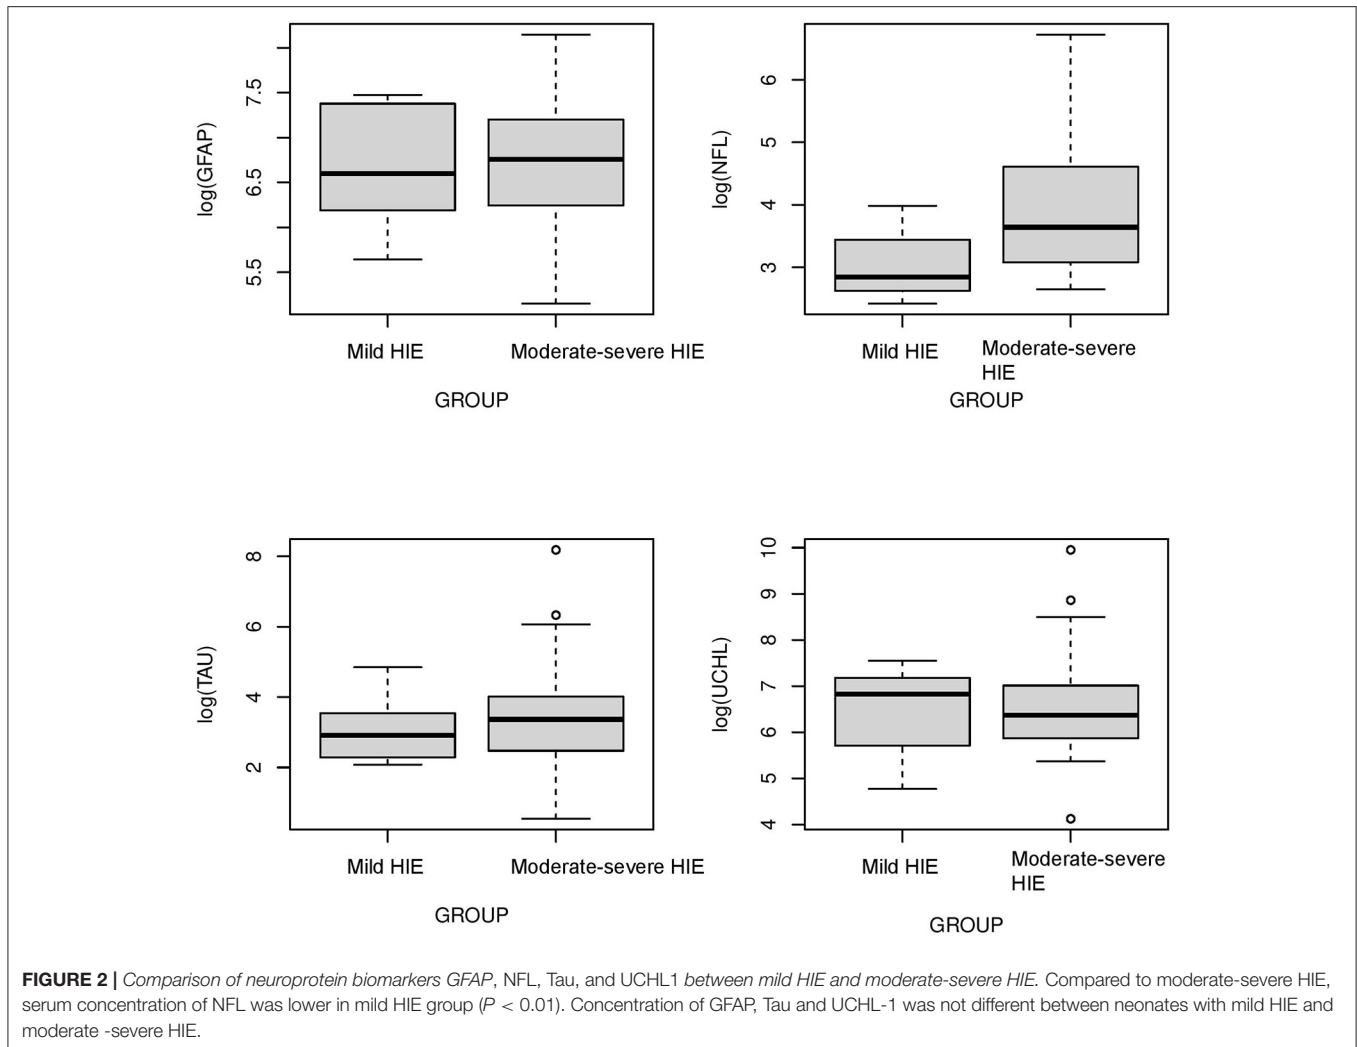 7.5
6.5
5.5
log(GFAP)
Mild HIE
Moderate-severe HIE
GROUP
6
5
4
3
log(NFL)
Mild HIE
Moderate-severe
HIE
GROUP
8
6
4
2
log(TAU)
Mild HIE
Moderate-severe HIE
GROUP
10
9
8
7
6
5
4
log(UCHL)
Mild HIE
Moderate-severe
HIE
GROUP
FIGURE 2 | Comparison of neuroprotein biomarkers GFAP, NFL, Tau, and UCHL1 between mild HIE and moderate-severe HIE. Compared to moderate-severe HIE,
serum concentration of NFL was lower in mild HIE group (P < 0.01). Concentration of GFAP, Tau and UCHL-1 was not different between neonates with mild HIE and
moderate -severe HIE.